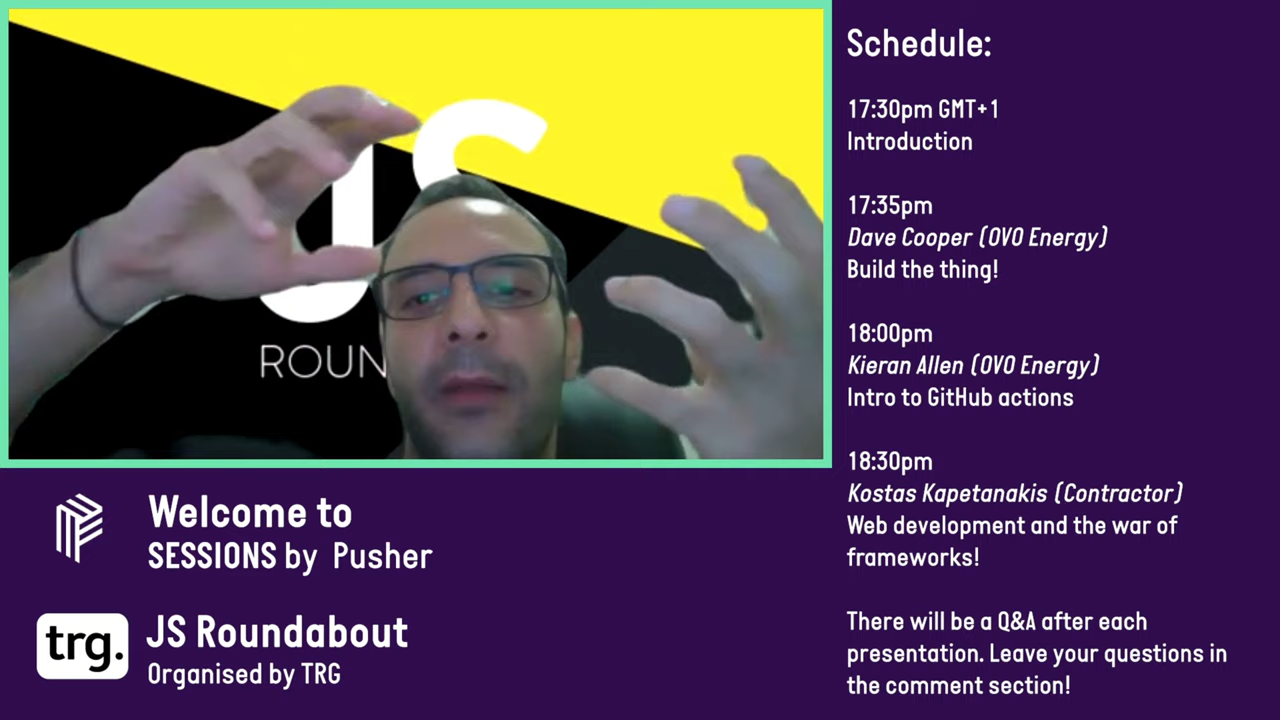 JS
ROUN
Welcome to
SESSIONS by Pusher
trg.
JS Roundabout
Organised by TRG
Schedule:
17:30pm GMT+1
Introduction
17:35pm
Dave Cooper (OVO Energy)
Build the thing!
18:00pm
Kieran Allen (OVO Energy)
Intro to GitHub actions
18:30pm
Kostas Kapetanakis (Contractor)
Web development and the war of
frameworks!
There will be a Q&A after each
presentation. Leave your questions in
the comment section!